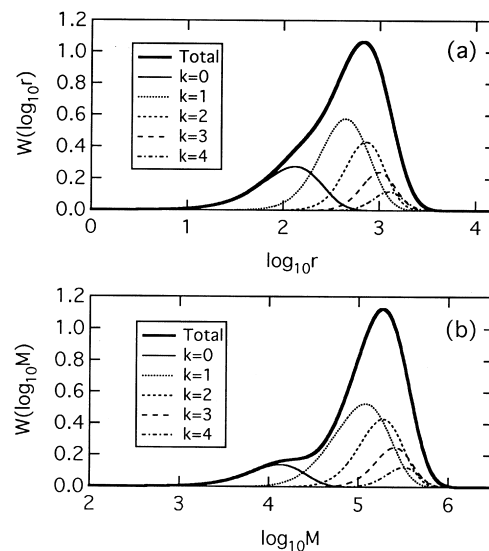 1.2
(a)
Total
1.0
k=0
0.8
k=1
k=2
W(log10r)
0.6
k=3
0.4
k=4
0.2
0.0
0 1 2 3 4
log10r
1.2
(b)
Total
1.0
k=0
0.8
k=1
k=2
W(log10M)
0.6
k=3
0.4
k=4
0.2
0.0
2 3 4 5 6
log10M